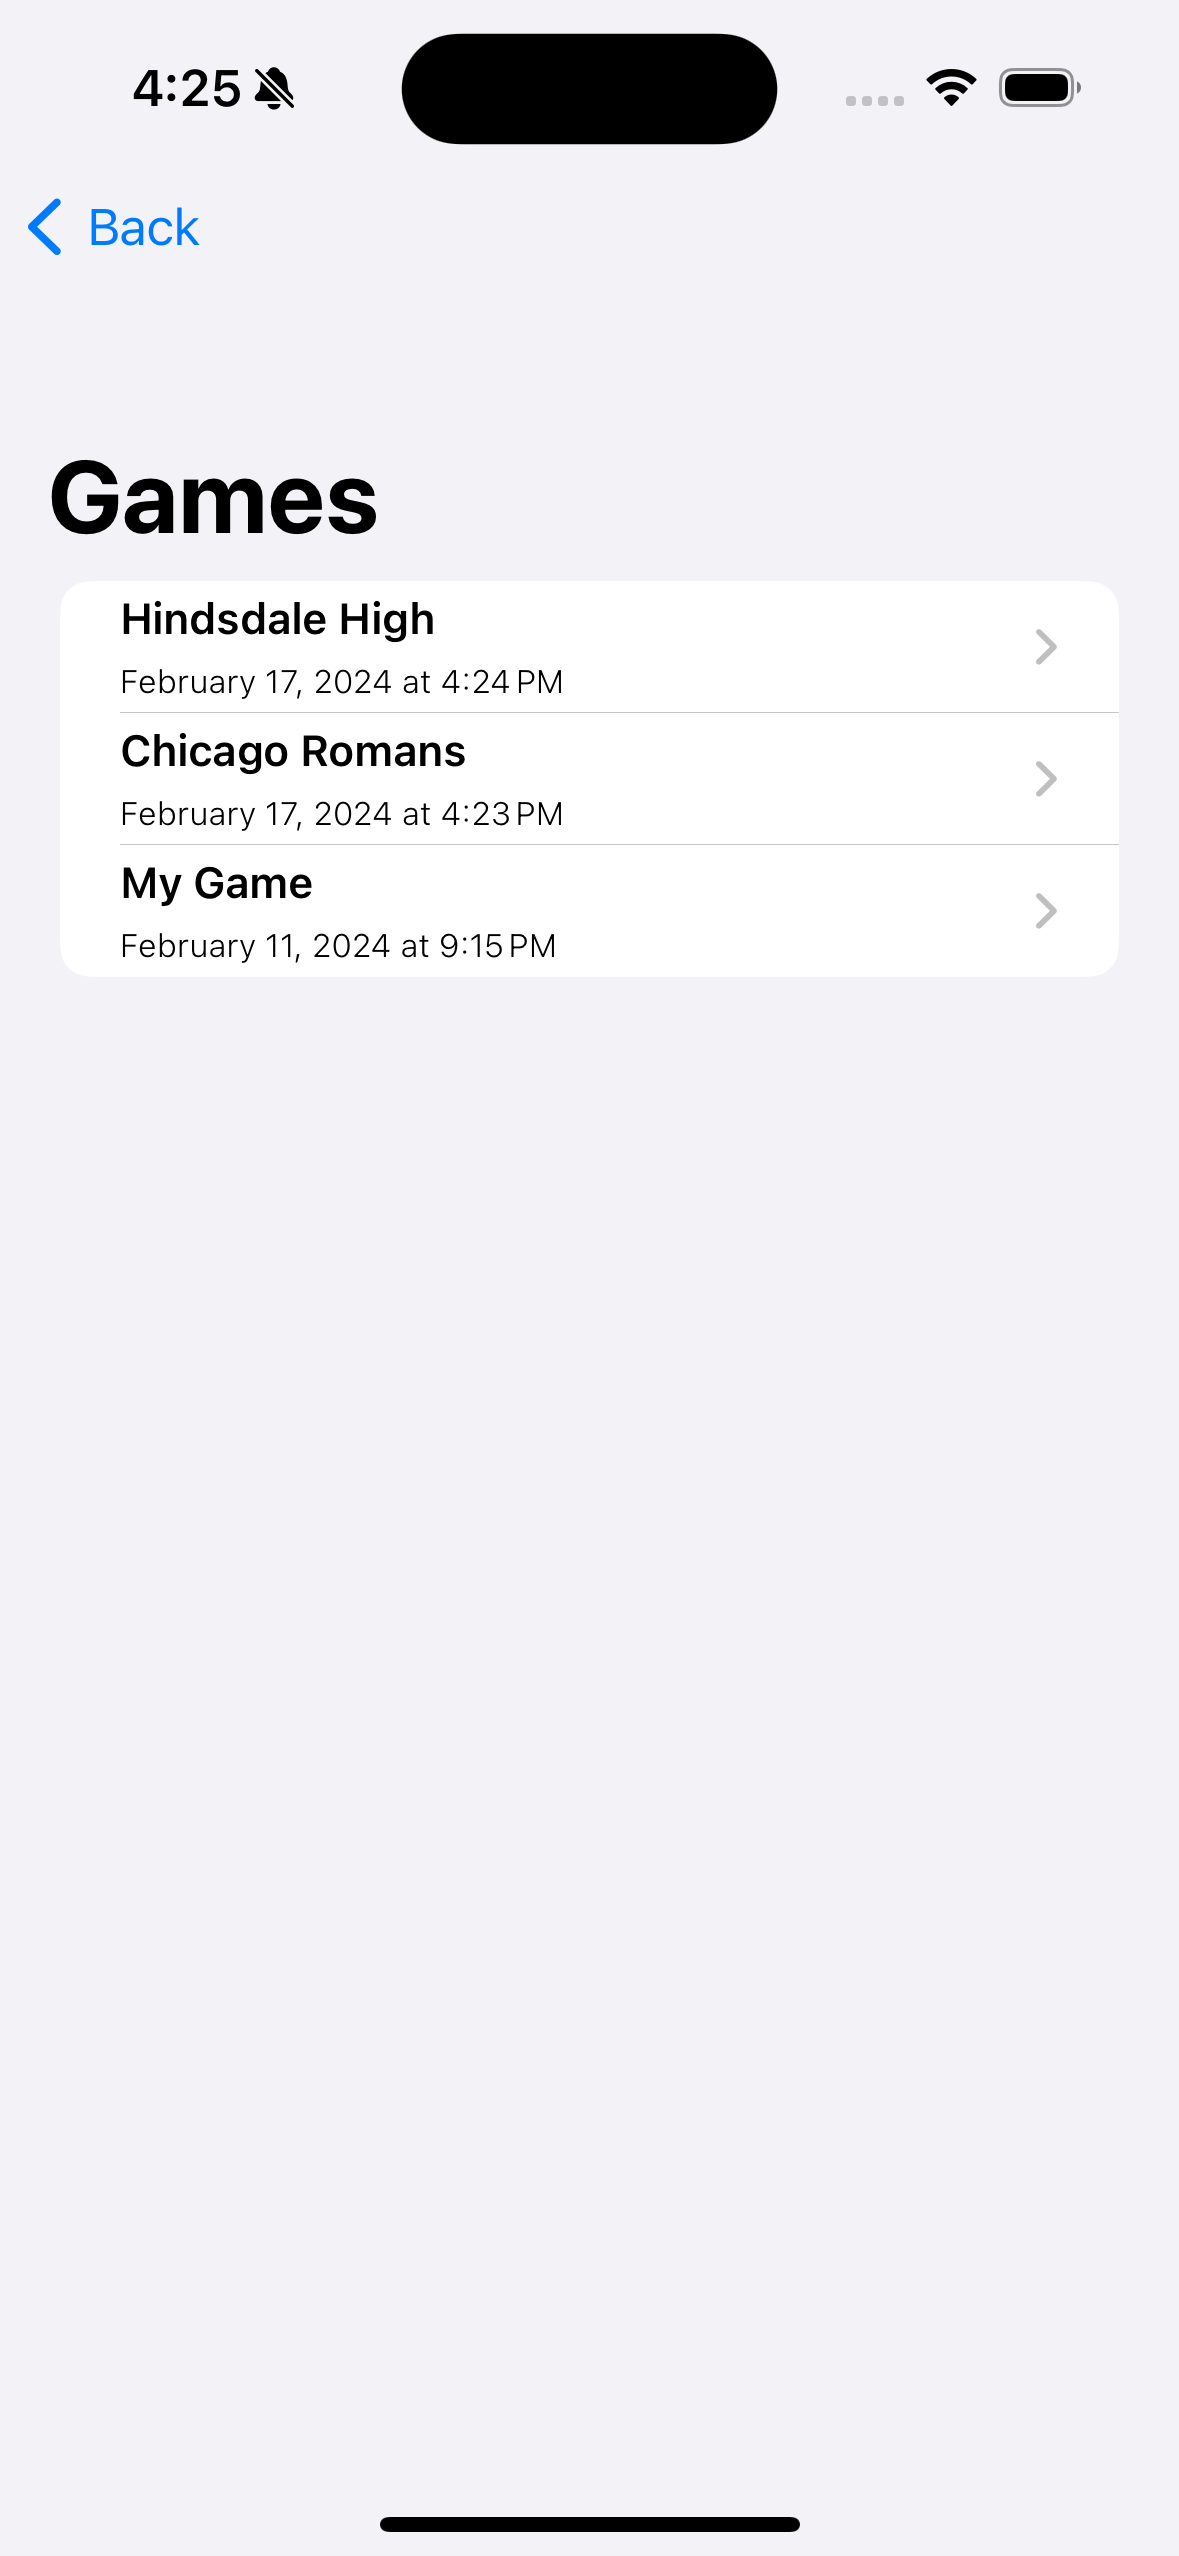 4:25
Back
Games
Hindsdale High
February 17, 2024 at 4:24 PM
Chicago Romans
February 17, 2024 at 4:23 PM
My Game
February 11, 2024 at 9:15 PM